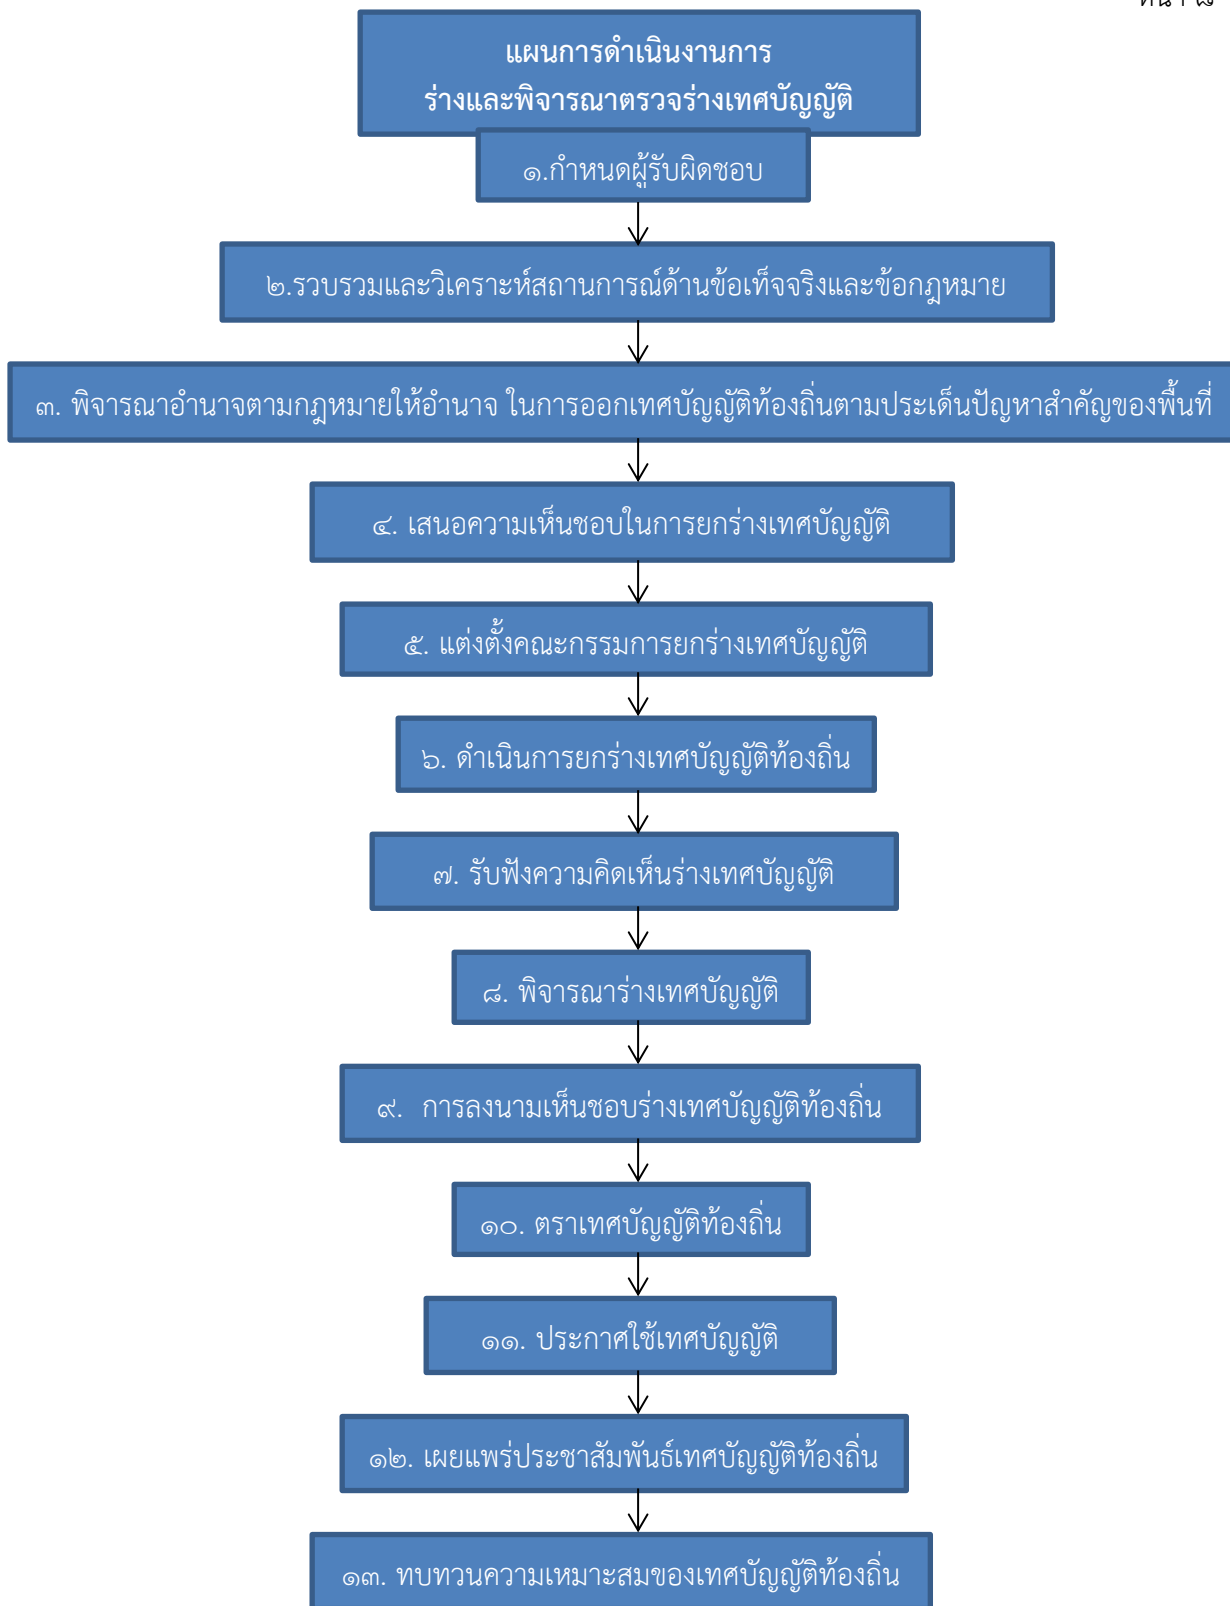 หน้า ๘
แผนการดำเนินงานการ
ร่างและพิจารณาตรวจร่างเทศบัญญัติ
๑.กำหนดผู้รับผิดชอบ
๒.รวบรวมและวิเคราะห์สถานการณ์ด้านข้อเท็จจริงและข้อกฎหมาย
๓. พิจารณาอำนาจตามกฎหมายให้อำนาจ ในการออกเทศบัญญัติท้องถิ่นตามประเด็นปัญหาสำคัญของพื้นที่
๔. เสนอความเห็นชอบในการยกร่างเทศบัญญัติ
๕. แต่งตั้งคณะกรรมการยกร่างเทศบัญญัติ
๖. ดำเนินการยกร่างเทศบัญญัติท้องถิ่น
๗. รับฟังความคิดเห็นร่างเทศบัญญัติ
๘. พิจารณาร่างเทศบัญญัติ
๙. การลงนามเห็นชอบร่างเทศบัญญัติท้องถิ่น
๑๐. ตราเทศบัญญัติท้องถิ่น
๑๑. ประกาศใช้เทศบัญญัติ
๑๒. เผยแพร่ประชาสัมพันธ์เทศบัญญัติท้องถิ่น
๑๓. ทบทวนความเหมาะสมของเทศบัญญัติท้องถิ่น